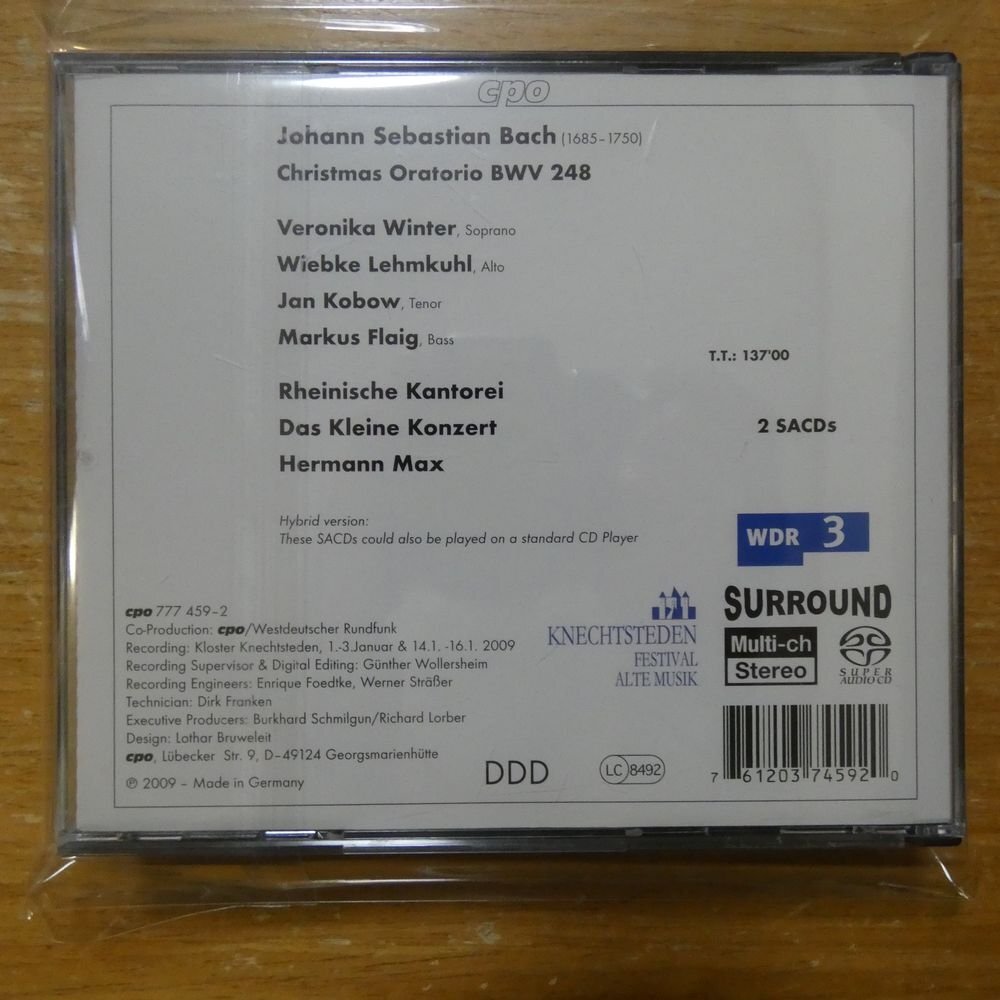 cpo
Johann Sebastian Bach (1685–1750)
Christmas Oratorio BWV 248
Veronika Winter, Soprano
Wiebke Lehmkuhl, Alto
Jan Kobow, Tenor
Markus Flaig, Bass
T.T.: 137'00
Rheinische Kantorei
Das Kleine Konzert
2 SACDs
Hermann Max
Hybrid version:
These SACDs could also be played on a standard CD Player
WDR 3
cpo 777 459–2
Co-Production: cpo/Westdeutscher Rundfunk
Recording: Kloster Knechtsteden, 1.-3.Januar & 14.1. -16.1. 2009
Recording Supervisor & Digital Editing: Günther Wollersheim
Recording Engineers: Enrique Foedtke, Werner Sträßer
Technician: Dirk Franken
Executive Producers: Burkhard Schmilgun/Richard Lorber
Design: Lothar Bruweleit
cpo, Lübecker Str. 9, D–49124 Georgsmarienhütte
℗ 2009 – Made in Germany
KNECHTSTEDEN
FESTIVAL
ALTE MUSIK
SURROUND
Multi-ch
Stereo
SUPER
AUDIO CD
DDD
LC 8492
7 61203 74592 0